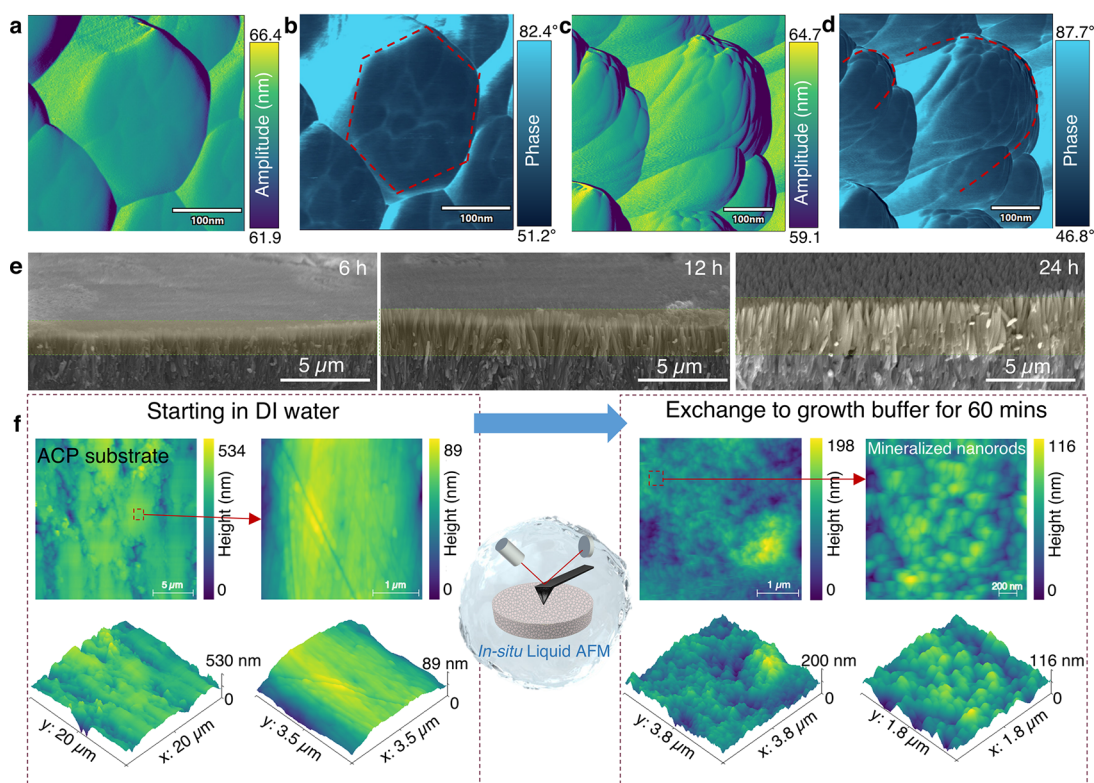 a
66.4
Amplitude (nm)
61.9
100nm
b
82.4°
Phase
51.2°
100nm
c
64.7
Amplitude (nm)
59.1
100nm
d
87.7°
Phase
46.8°
100nm
e
6 h
5 µm
12 h
5 µm
24 h
5 µm
f
Starting in DI water
Exchange to growth buffer for 60 mins
ACP substrate
534
Height (nm)
0
5 µm
89
Height (nm)
0
1 µm
198
Height (nm)
0
1 µm
Mineralized nanorods
116
Height (nm)
0
200 nm
In-situ Liquid AFM
530 nm
0
y: 20 µm
x: 20 µm
89 nm
0
y: 3.5 µm
x: 3.5 µm
200 nm
0
y: 3.8 µm
x: 3.8 µm
116 nm
0
y: 1.8 µm
x: 1.8 µm